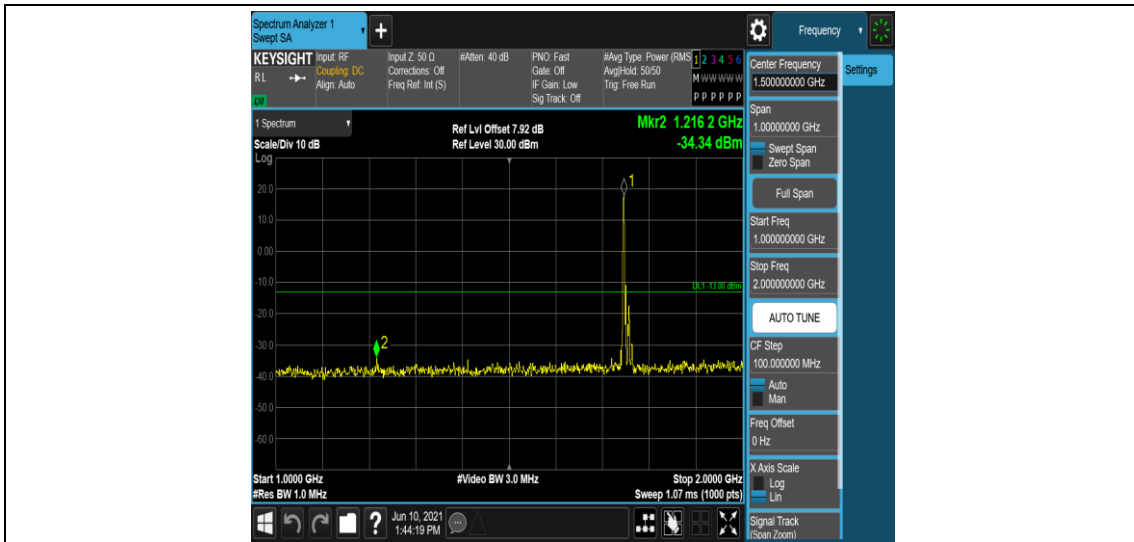 Spectrum Analyzer 1
Swept SA
+
Frequency
KEYSIGHT
RL
LXI
Input: RF
Coupling: DC
Align: Auto
Input Z: 50 Ω
Corrections: Off
Freq Ref: Int (S)
#Atten: 40 dB
PNO: Fast
Gate: Off
IF Gain: Low
Sig Track: Off
#Avg Type: Power (RMS
Avg|Hold: 50/50
Trig: Free Run
1 2 3 4 5 6
M W W W W W
P P P P P P
1 Spectrum
Scale/Div 10 dB
Log
Ref Lvl Offset 7.92 dB
Ref Level 30.00 dBm
Mkr2 1.216 2 GHz
-34.34 dBm
1
20.0
10.0
0.00
-10.0
DL1 -13.00 dBm
-20.0
-30.0
2
-40.0
-50.0
-60.0
Start 1.0000 GHz
#Res BW 1.0 MHz
#Video BW 3.0 MHz
Stop 2.0000 GHz
Sweep 1.07 ms (1000 pts)
Center Frequency
1.500000000 GHz
Settings
Span
1.00000000 GHz
Swept Span
Zero Span
Full Span
Start Freq
1.000000000 GHz
Stop Freq
2.000000000 GHz
AUTO TUNE
CF Step
100.000000 MHz
Auto
Man
Freq Offset
0 Hz
X Axis Scale
Log
Lin
Signal Track
(Span Zoom)
?
Jun 10, 2021
1:44:19 PM